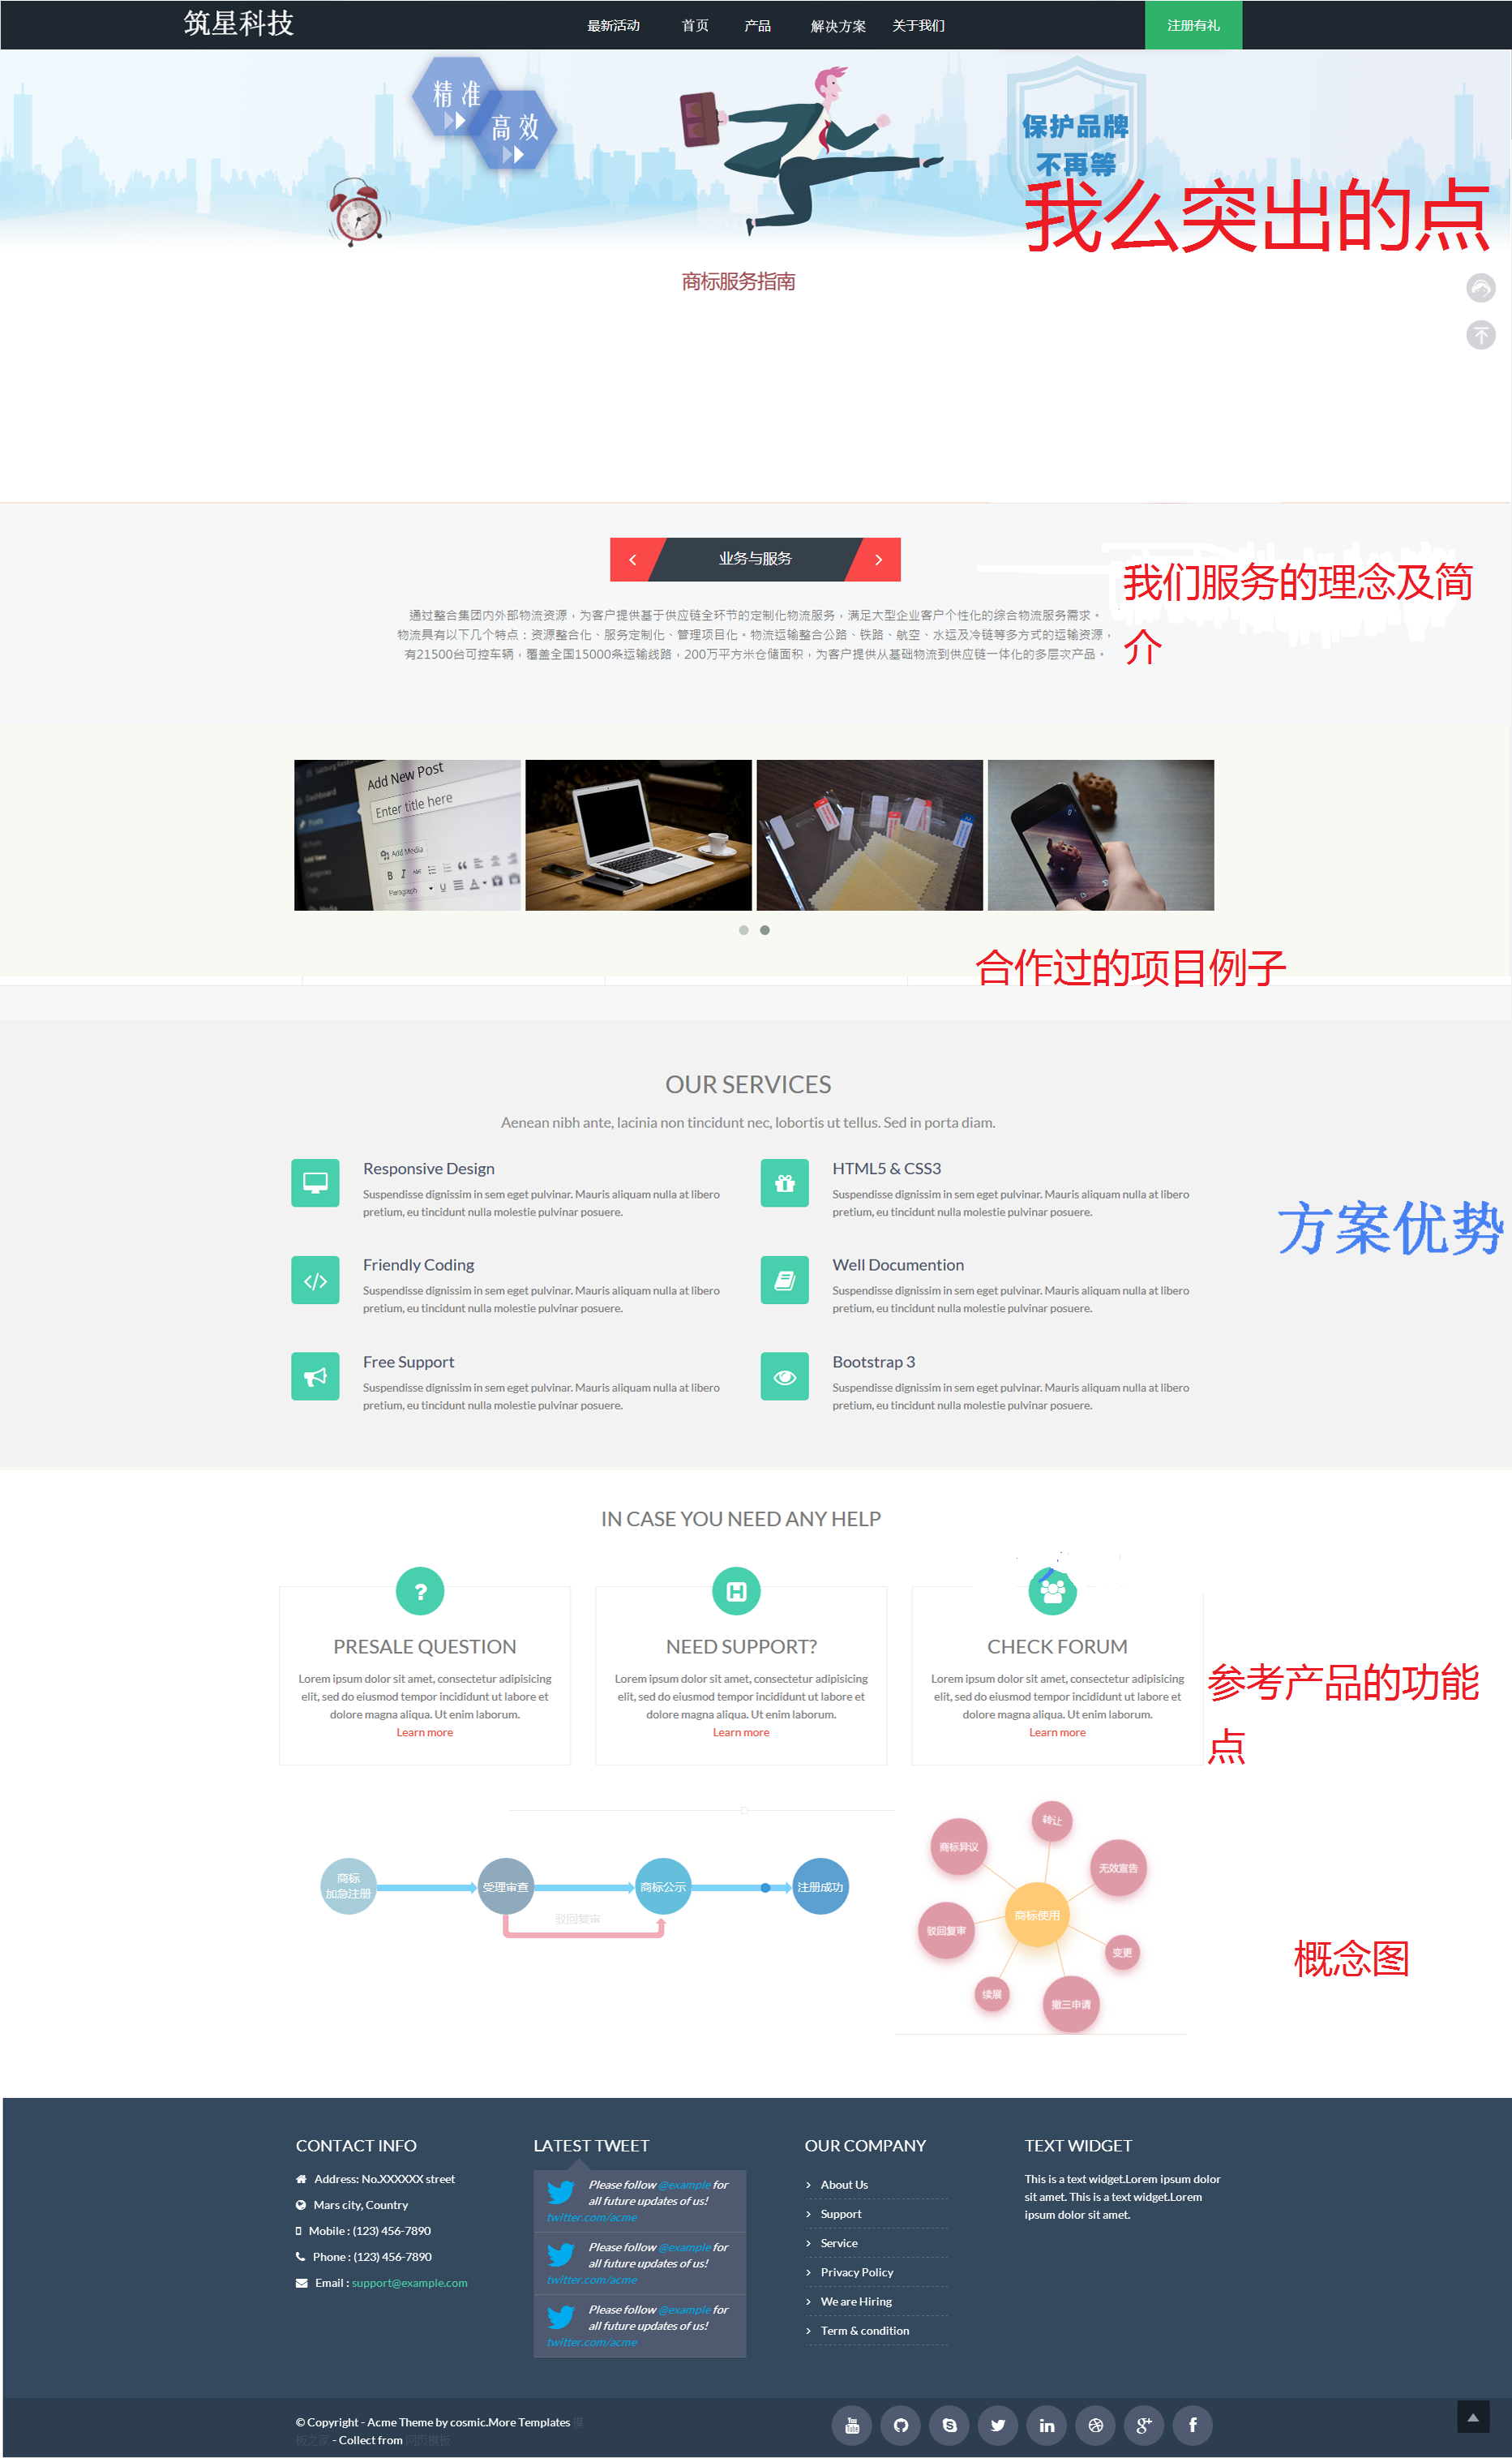 筑星科技
最新活动
首页
产品
解决方案
关于我们
注册有礼
精准
高效
保护品牌
不再等
我么突出的点
商标服务指南
业务与服务
我们服务的理念及简
介
通过整合集团内外部物流资源，为客户提供基于供应链全环节的定制化物流服务，满足大型企业客户个性化的综合物流服务需求。
物流具有以下几个特点：资源整合化、服务定制化、管理项目化。物流运输整合公路、铁路、航空、水运及冷链等多方式的运输资源，
有21500台可控车辆，覆盖全国15000条运输线路，200万平方米仓储面积，为客户提供从基础物流到供应链一体化的多层次产品。
Dashboard
Posts
Add New Post
Enter title here
Add Media
Paragraph
合作过的项目例子
OUR SERVICES
Aenean nibh ante, lacinia non tincidunt nec, lobortis ut tellus. Sed in porta diam.
Responsive Design
Suspendisse dignissim in sem eget pulvinar. Mauris aliquam nulla at libero
pretium, eu tincidunt nulla molestie pulvinar posuere.
HTML5 & CSS3
Suspendisse dignissim in sem eget pulvinar. Mauris aliquam nulla at libero
pretium, eu tincidunt nulla molestie pulvinar posuere.
方案优势
Friendly Coding
Suspendisse dignissim in sem eget pulvinar. Mauris aliquam nulla at libero
pretium, eu tincidunt nulla molestie pulvinar posuere.
Well Documention
Suspendisse dignissim in sem eget pulvinar. Mauris aliquam nulla at libero
pretium, eu tincidunt nulla molestie pulvinar posuere.
Free Support
Suspendisse dignissim in sem eget pulvinar. Mauris aliquam nulla at libero
pretium, eu tincidunt nulla molestie pulvinar posuere.
Bootstrap 3
Suspendisse dignissim in sem eget pulvinar. Mauris aliquam nulla at libero
pretium, eu tincidunt nulla molestie pulvinar posuere.
IN CASE YOU NEED ANY HELP
PRESALE QUESTION
Lorem ipsum dolor sit amet, consectetur adipisicing
elit, sed do eiusmod tempor incididunt ut labore et
dolore magna aliqua. Ut enim laborum.
Learn more
NEED SUPPORT?
Lorem ipsum dolor sit amet, consectetur adipisicing
elit, sed do eiusmod tempor incididunt ut labore et
dolore magna aliqua. Ut enim laborum.
Learn more
CHECK FORUM
Lorem ipsum dolor sit amet, consectetur adipisicing
elit, sed do eiusmod tempor incididunt ut labore et
dolore magna aliqua. Ut enim laborum.
Learn more
参考产品的功能
点
商标
加急注册
受理审查
商标公示
注册成功
驳回复审
转让
商标异议
无效宣告
商标使用
驳回复审
变更
续展
撤三申请
概念图
CONTACT INFO
Address: No.XXXXXX street
Mars city, Country
Mobile : (123) 456-7890
Phone : (123) 456-7890
Email : support@example.com
LATEST TWEET
Please follow @example for
all future updates of us!
twitter.com/acme
Please follow @example for
all future updates of us!
twitter.com/acme
Please follow @example for
all future updates of us!
twitter.com/acme
OUR COMPANY
About Us
Support
Service
Privacy Policy
We are Hiring
Term & condition
TEXT WIDGET
This is a text widget.Lorem ipsum dolor
sit amet. This is a text widget.Lorem
ipsum dolor sit amet.
© Copyright - Acme Theme by cosmic.More Templates 模
板之家 - Collect from 网页模板